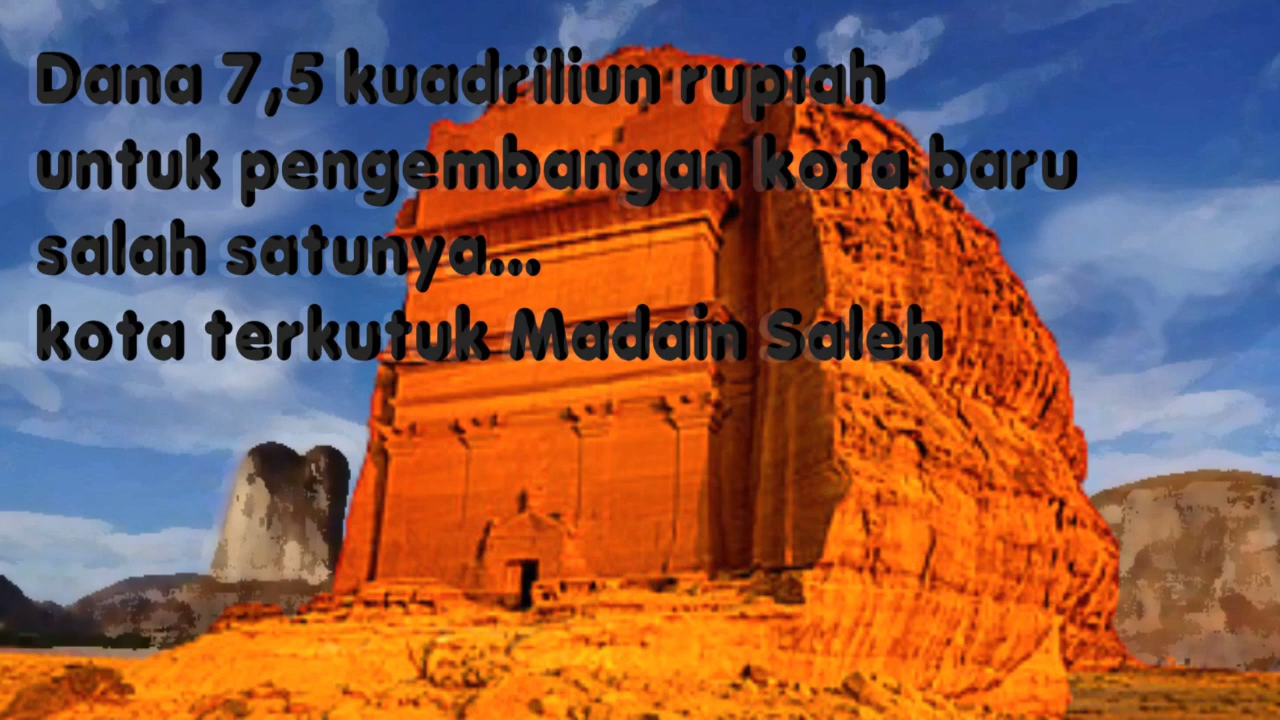 Dana 7,5 kuadriliun rupiah
untuk pengembangan kota baru
salah satunya...
kota terkutuk Madain Saleh